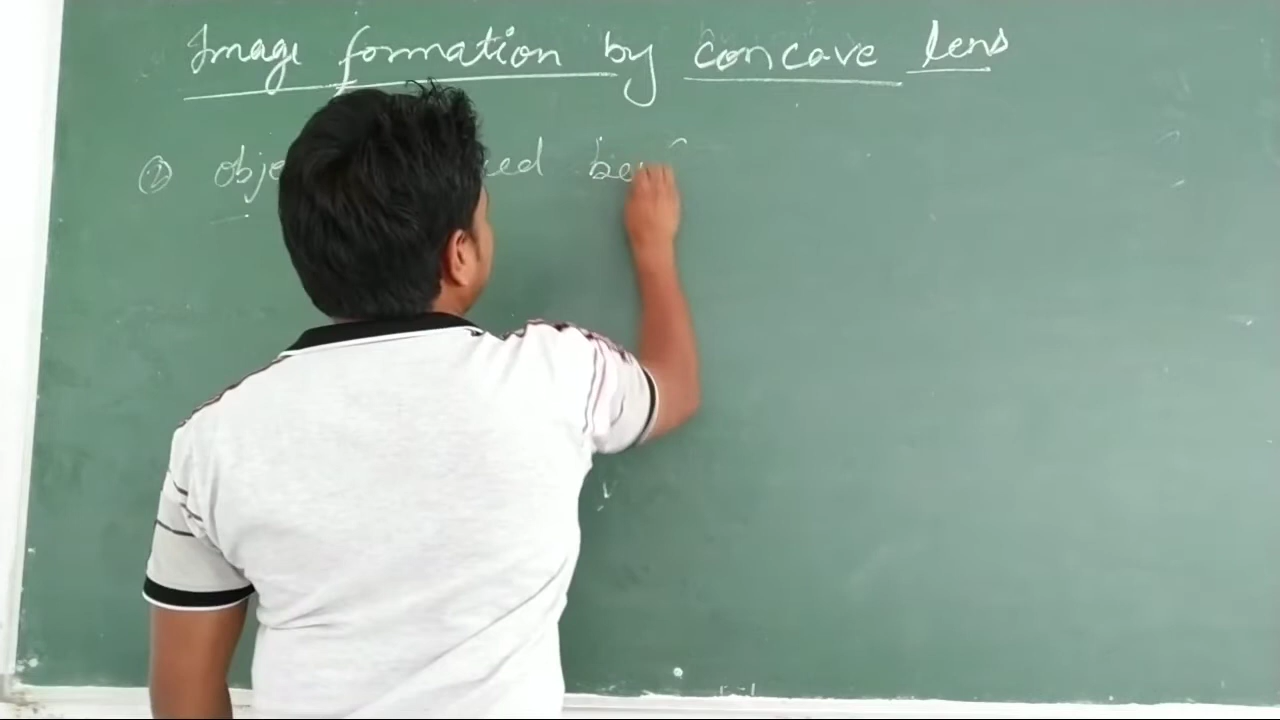 Image formation by concave lens
① obje ced be